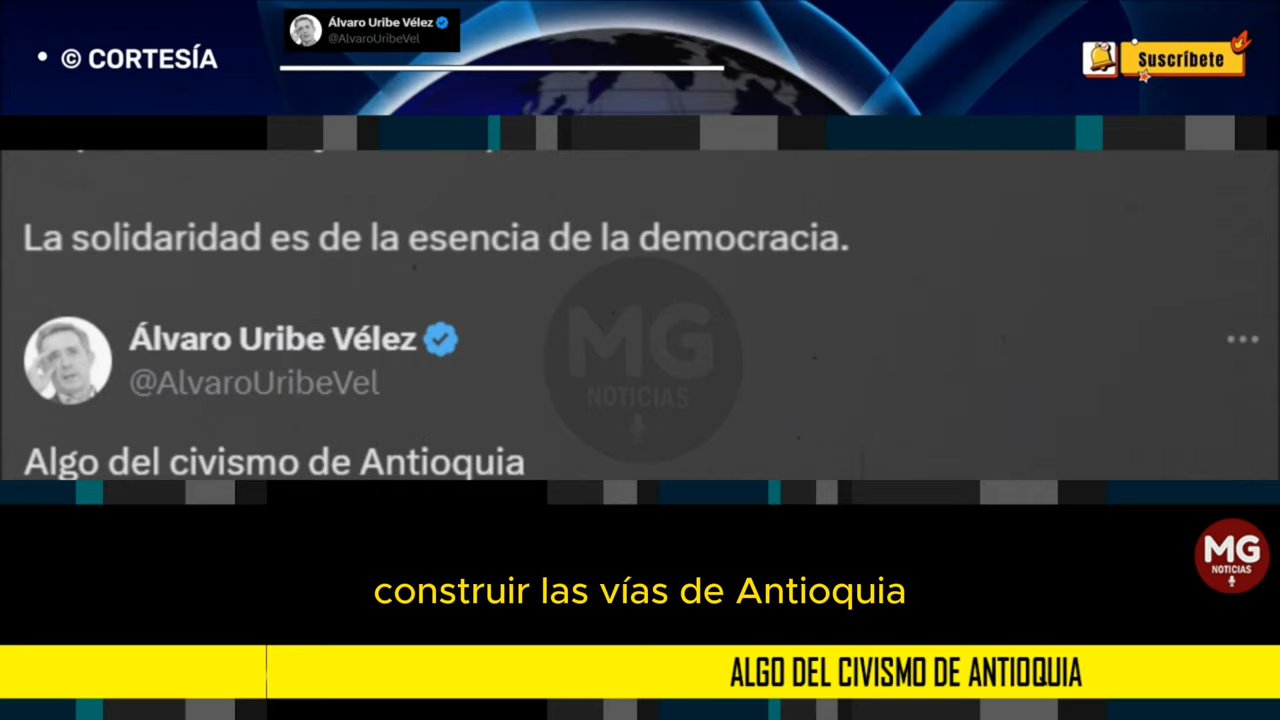 • © CORTESÍA
Álvaro Uribe Vélez
@AlvaroUribeVel
Suscríbete
La solidaridad es de la esencia de la democracia.
Álvaro Uribe Vélez
@AlvaroUribeVel
MG
NOTICIAS
Algo del civismo de Antioquia
MG
NOTICIAS
construir las vías de Antioquia
ALGO DEL CIVISMO DE ANTIOQUIA